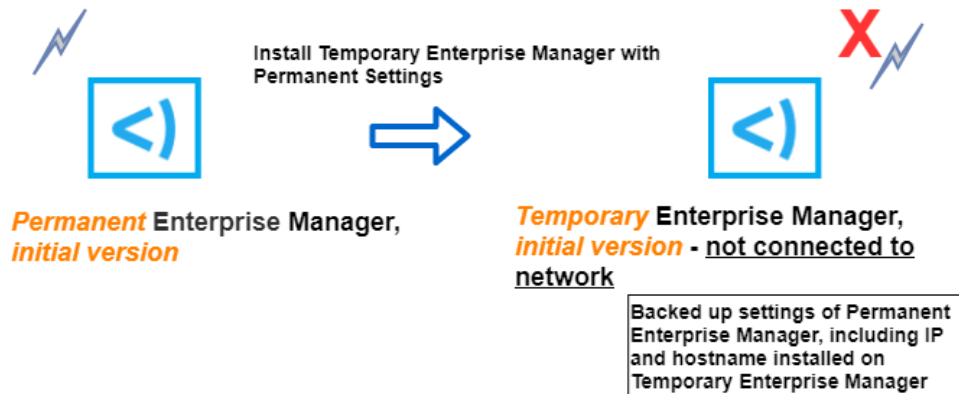 Install Temporary Enterprise Manager with
Permanent Settings
X
Permanent Enterprise Manager,
initial version
Temporary Enterprise Manager,
initial version - not connected to
network
Backed up settings of Permanent
Enterprise Manager, including IP
and hostname installed on
Temporary Enterprise Manager